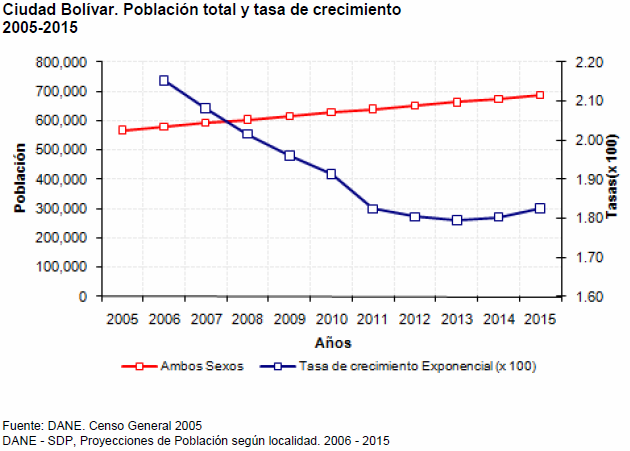 Ciudad Bolívar. Población total y tasa de crecimiento
2005-2015
800,000
700,000
600,000
500,000
400,000
300,000
200,000
100,000
0
Población
2.20
2.10
2.00
1.90
1.80
1.70
1.60
Tasas(x 100)
2005 2006 2007 2008 2009 2010 2011 2012 2013 2014 2015
Años
Ambos Sexos Tasa de crecimiento Exponencial (x 100)
Fuente: DANE. Censo General 2005
DANE - SDP, Proyecciones de Población según localidad. 2006 - 2015